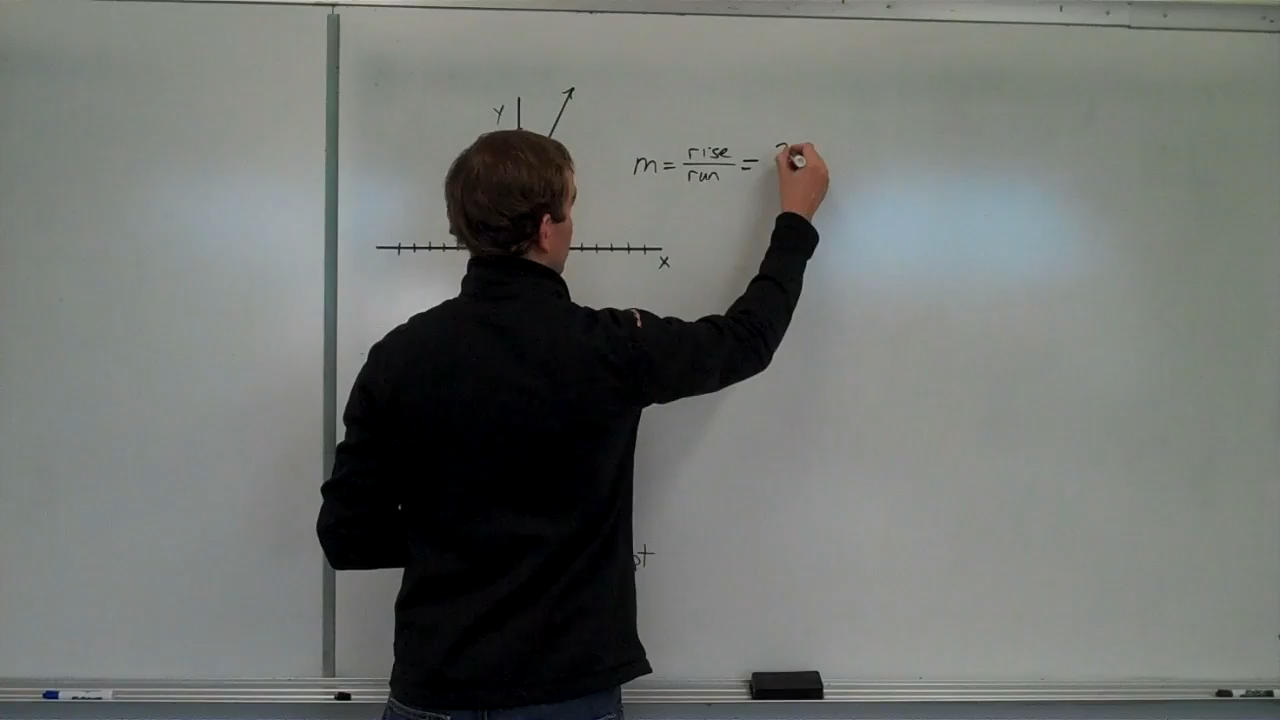 Y
m = rise/run =
X